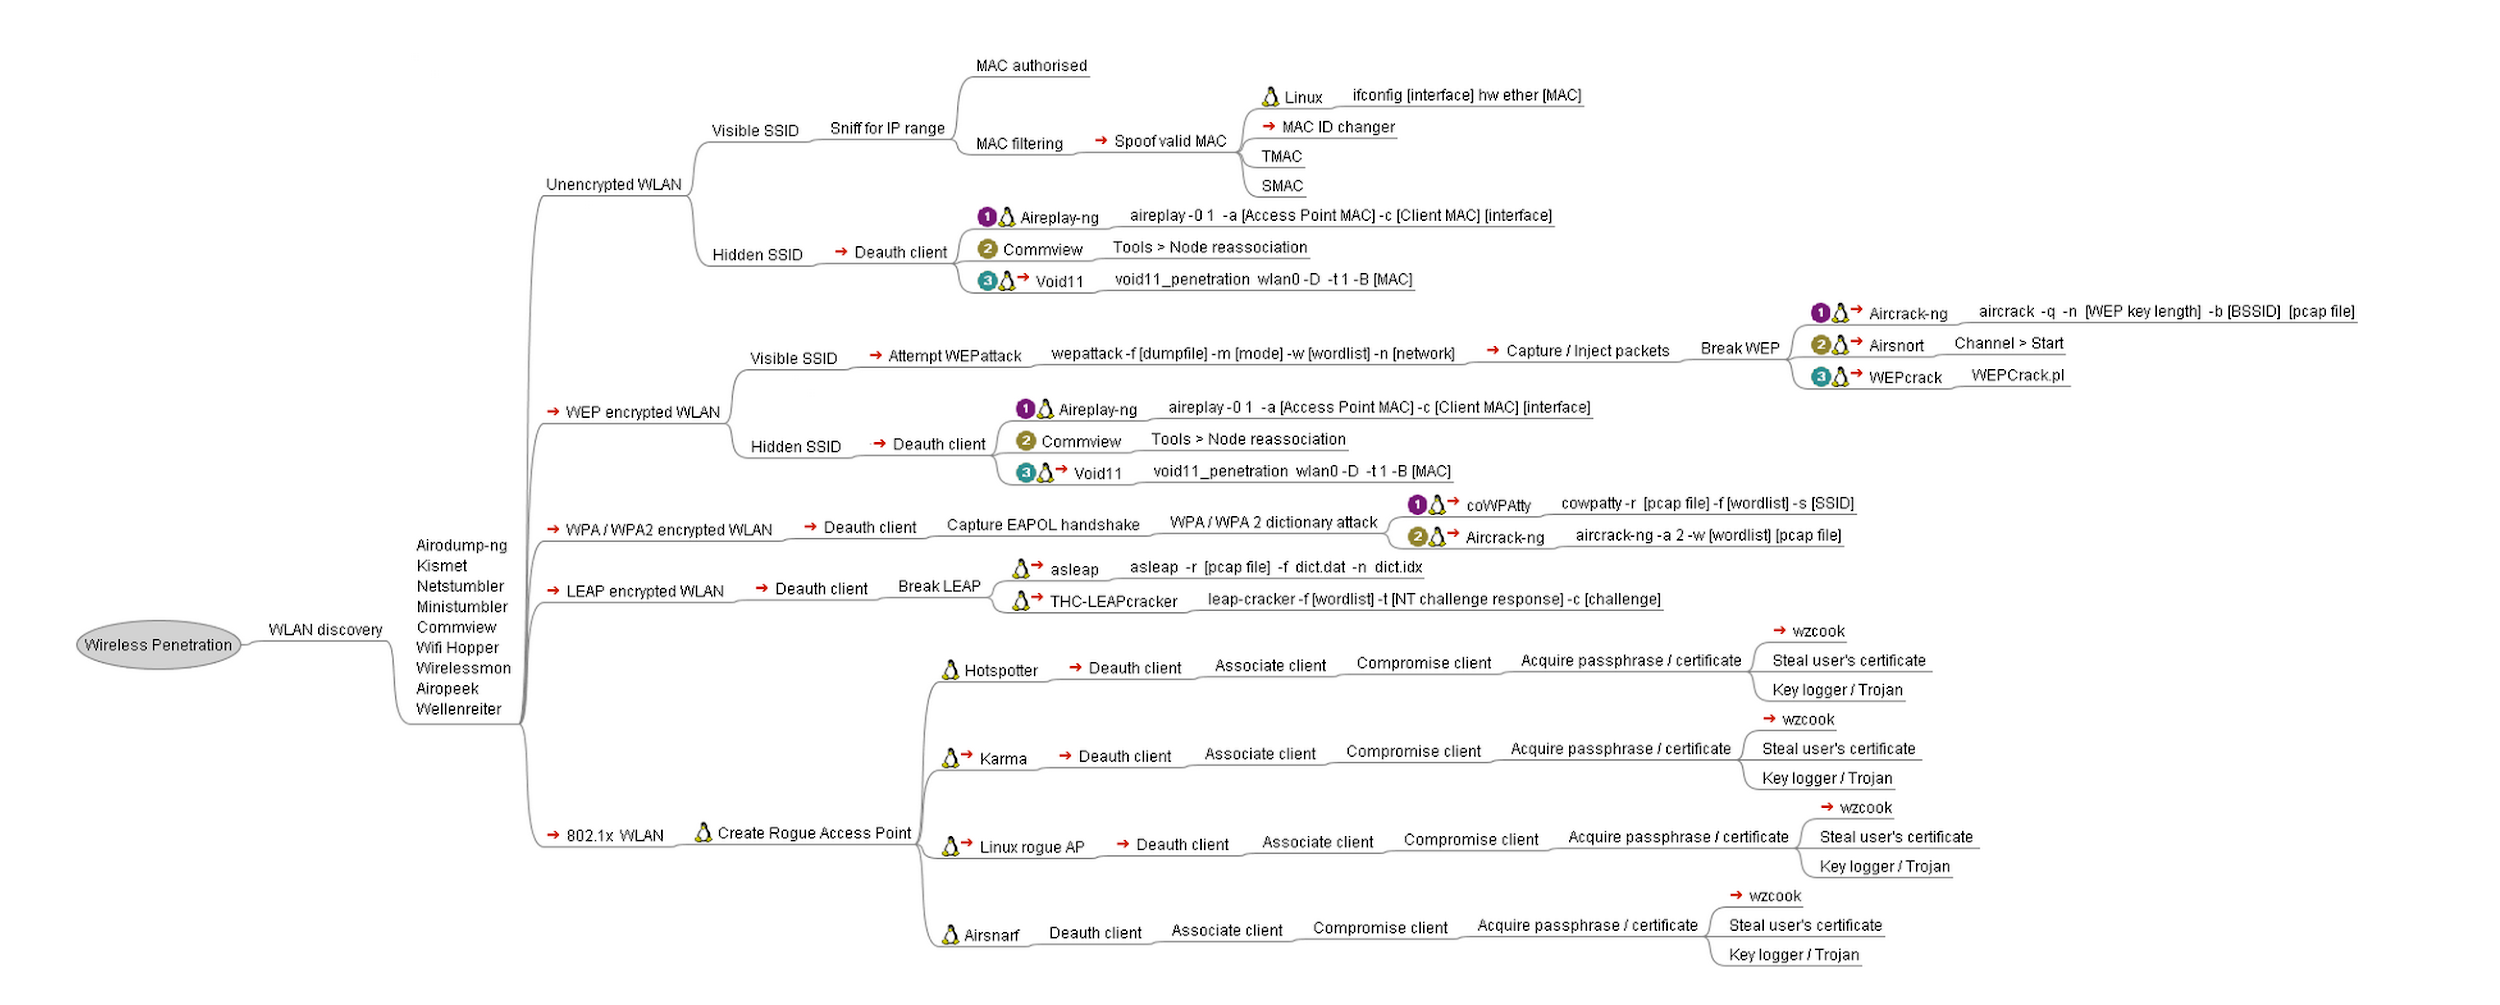 Wireless Penetration
WLAN discovery
Airodump-ng
Kismet
Netstumbler
Ministumbler
Commview
Wifi Hopper
Wirelessmon
Airopeek
Wellenreiter
Unencrypted WLAN
Visible SSID
Sniff for IP range
MAC authorised
MAC filtering
Spoof valid MAC
Linux
ifconfig [interface] hw ether [MAC]
MAC ID changer
TMAC
SMAC
Hidden SSID
Deauth client
1 Aireplay-ng
aireplay -0 1 -a [Access Point MAC] -c [Client MAC] [interface]
2 Commview
Tools > Node reassociation
3 Void11
void11_penetration wlan0 -D -t 1 -B [MAC]
WEP encrypted WLAN
Visible SSID
Attempt WEPattack
wepattack -f [dumpfile] -m [mode] -w [wordlist] -n [network]
Capture / Inject packets
Break WEP
1 Aircrack-ng
aircrack -q -n [WEP key length] -b [BSSID] [pcap file]
2 Airsnort
Channel > Start
3 WEPcrack
WEPCrack.pl
Hidden SSID
Deauth client
1 Aireplay-ng
aireplay -0 1 -a [Access Point MAC] -c [Client MAC] [interface]
2 Commview
Tools > Node reassociation
3 Void11
void11_penetration wlan0 -D -t 1 -B [MAC]
WPA / WPA2 encrypted WLAN
Deauth client
Capture EAPOL handshake
WPA / WPA 2 dictionary attack
1 coWPAtty
cowpatty -r [pcap file] -f [wordlist] -s [SSID]
2 Aircrack-ng
aircrack-ng -a 2 -w [wordlist] [pcap file]
LEAP encrypted WLAN
Deauth client
Break LEAP
asleap
asleap -r [pcap file] -f dict.dat -n dict.idx
THC-LEAPcracker
leap-cracker -f [wordlist] -t [NT challenge response] -c [challenge]
802.1x WLAN
Create Rogue Access Point
Hotspotter
Deauth client
Associate client
Compromise client
Acquire passphrase / certificate
wzcook
Steal user's certificate
Key logger / Trojan
Karma
Deauth client
Associate client
Compromise client
Acquire passphrase / certificate
wzcook
Steal user's certificate
Key logger / Trojan
Linux rogue AP
Deauth client
Associate client
Compromise client
Acquire passphrase / certificate
wzcook
Steal user's certificate
Key logger / Trojan
Airsnarf
Deauth client
Associate client
Compromise client
Acquire passphrase / certificate
wzcook
Steal user's certificate
Key logger / Trojan